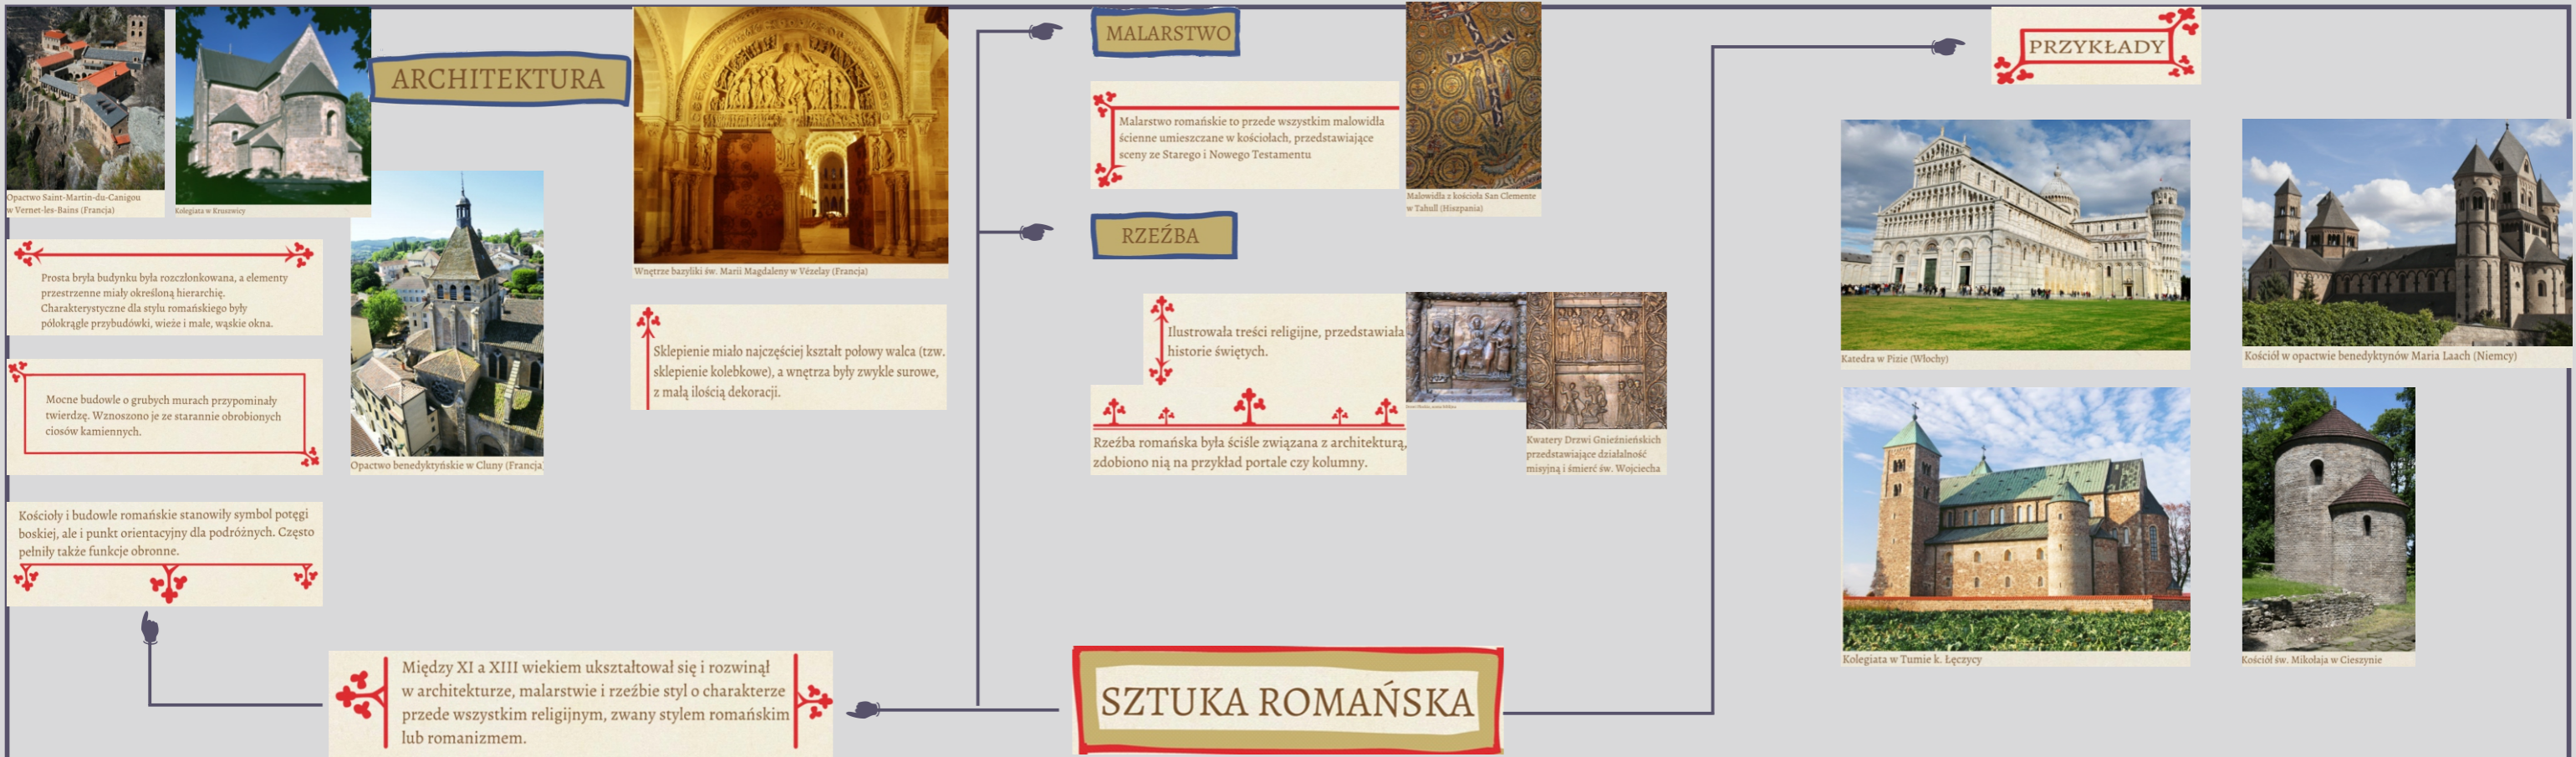 Opactwo Saint-Martin-du-Canigou
w Vernet-les-Bains (Francja)
Kolegiata w Kruszwicy
ARCHITEKTURA
Opactwo benedyktyńskie w Cluny (Francja)
Wnętrze bazyliki św. Marii Magdaleny w Vézelay (Francja)
Prosta bryła budynku była rozczłonkowana, a elementy
przestrzenne miały określoną hierarchię.
Charakterystyczne dla stylu romańskiego były
półokrągłe przybudówki, wieże i małe, wąskie okna.
Mocne budowle o grubych murach przypominały
twierdzę. Wznoszono je ze starannie obrobionych
ciosów kamiennych.
Kościoły i budowle romańskie stanowiły symbol potęgi
boskiej, ale i punkt orientacyjny dla podróżnych. Często
pełniły także funkcje obronne.
Sklepienie miało najczęściej kształt połowy walca (tzw.
sklepienie kolebkowe), a wnętrza były zwykle surowe,
z małą ilością dekoracji.
Między XI a XIII wiekiem ukształtował się i rozwinął
w architekturze, malarstwie i rzeźbie styl o charakterze
przede wszystkim religijnym, zwany stylem romańskim
lub romanizmem.
MALARSTWO
Malarstwo romańskie to przede wszystkim malowidła
ścienne umieszczane w kościołach, przedstawiające
sceny ze Starego i Nowego Testamentu
Malowidła z kościoła San Clemente
w Tahull (Hiszpania)
RZEŹBA
Ilustrowała treści religijne, przedstawiała
historie świętych.
Rzeźba romańska była ściśle związana z architekturą,
zdobiono nią na przykład portale czy kolumny.
Kwatery Drzwi Gnieźnieńskich
przedstawiające działalność
misyjną i śmierć św. Wojciecha
SZTUKA ROMAŃSKA
PRZYKŁADY
Katedra w Pizie (Włochy)
Kościół w opactwie benedyktynów Maria Laach (Niemcy)
Kolegiata w Tumie k. Łęczycy
Kościół św. Mikołaja w Cieszynie